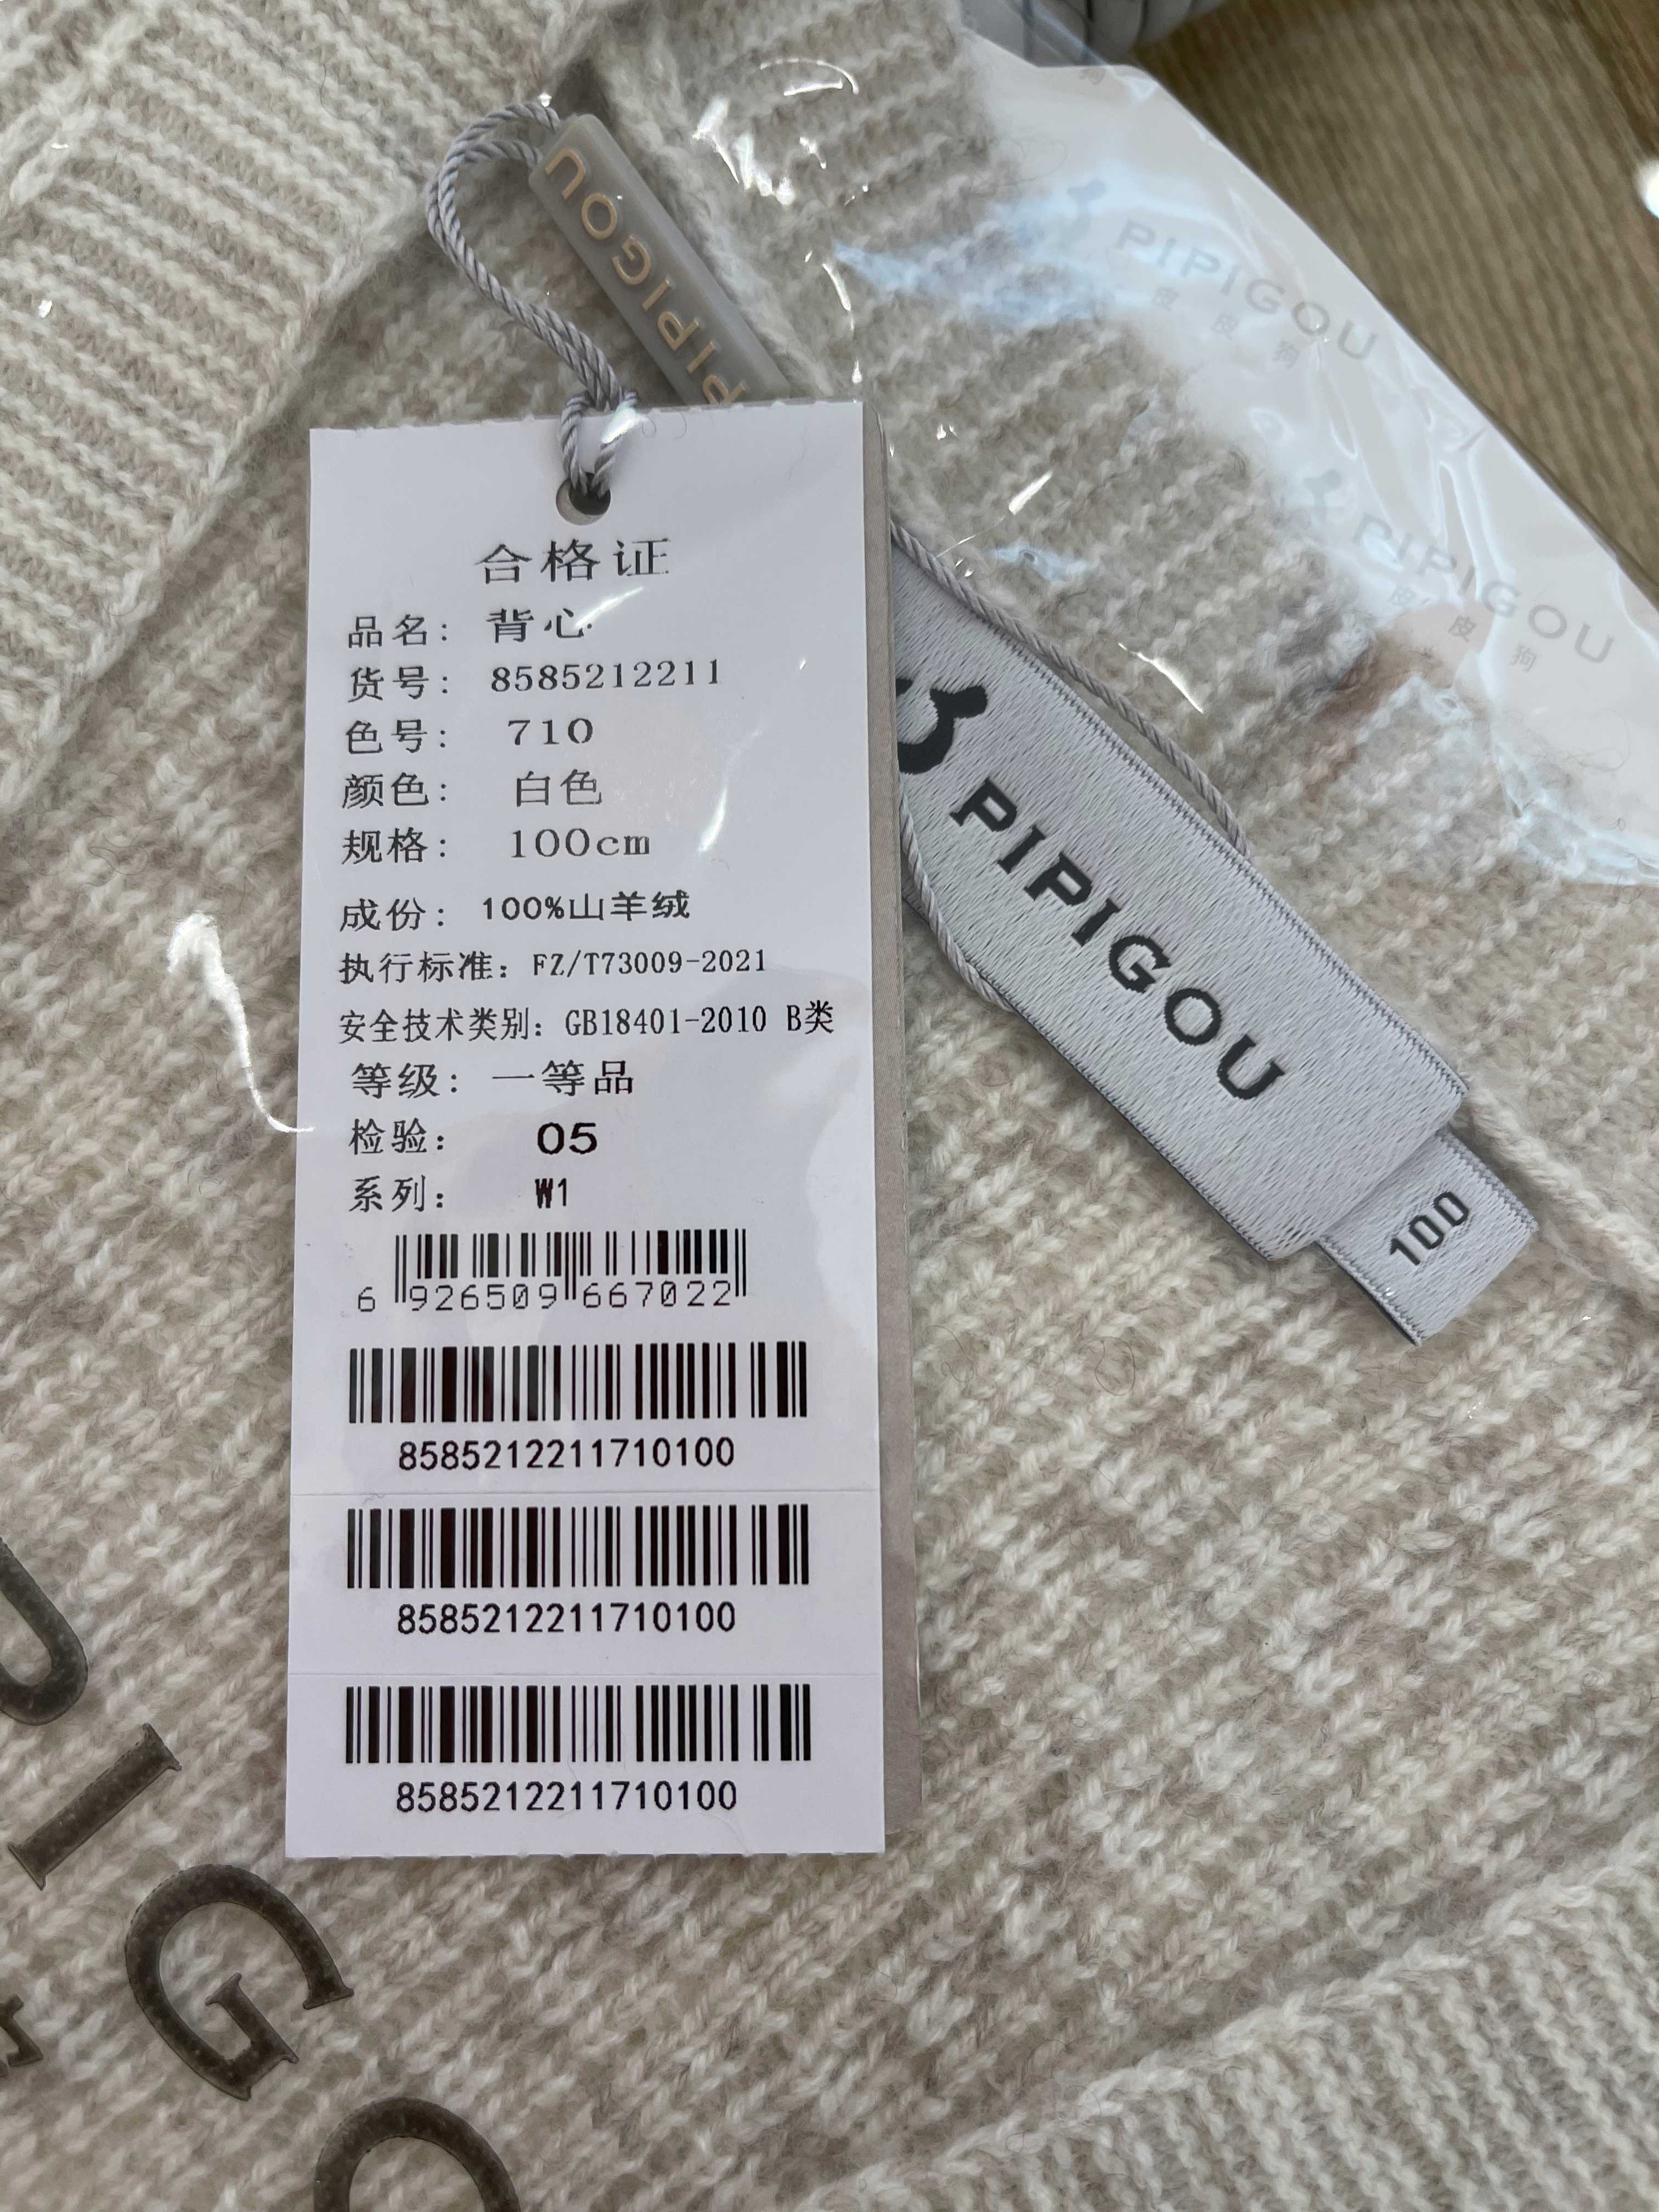 PIPIGOU
PIPIGOU
皮皮狗
PIPIGOU
皮皮狗
合格证
品名: 背心
货号: 8585212211
色号: 710
颜色: 白色
规格: 100cm
成份: 100%山羊绒
执行标准: FZ/T73009-2021
安全技术类别: GB18401-2010 B类
等级: 一等品
检验: 05
系列: W1
6 926509 667022
8585212211710100
8585212211710100
8585212211710100
PIPIGOU
100
PIGO